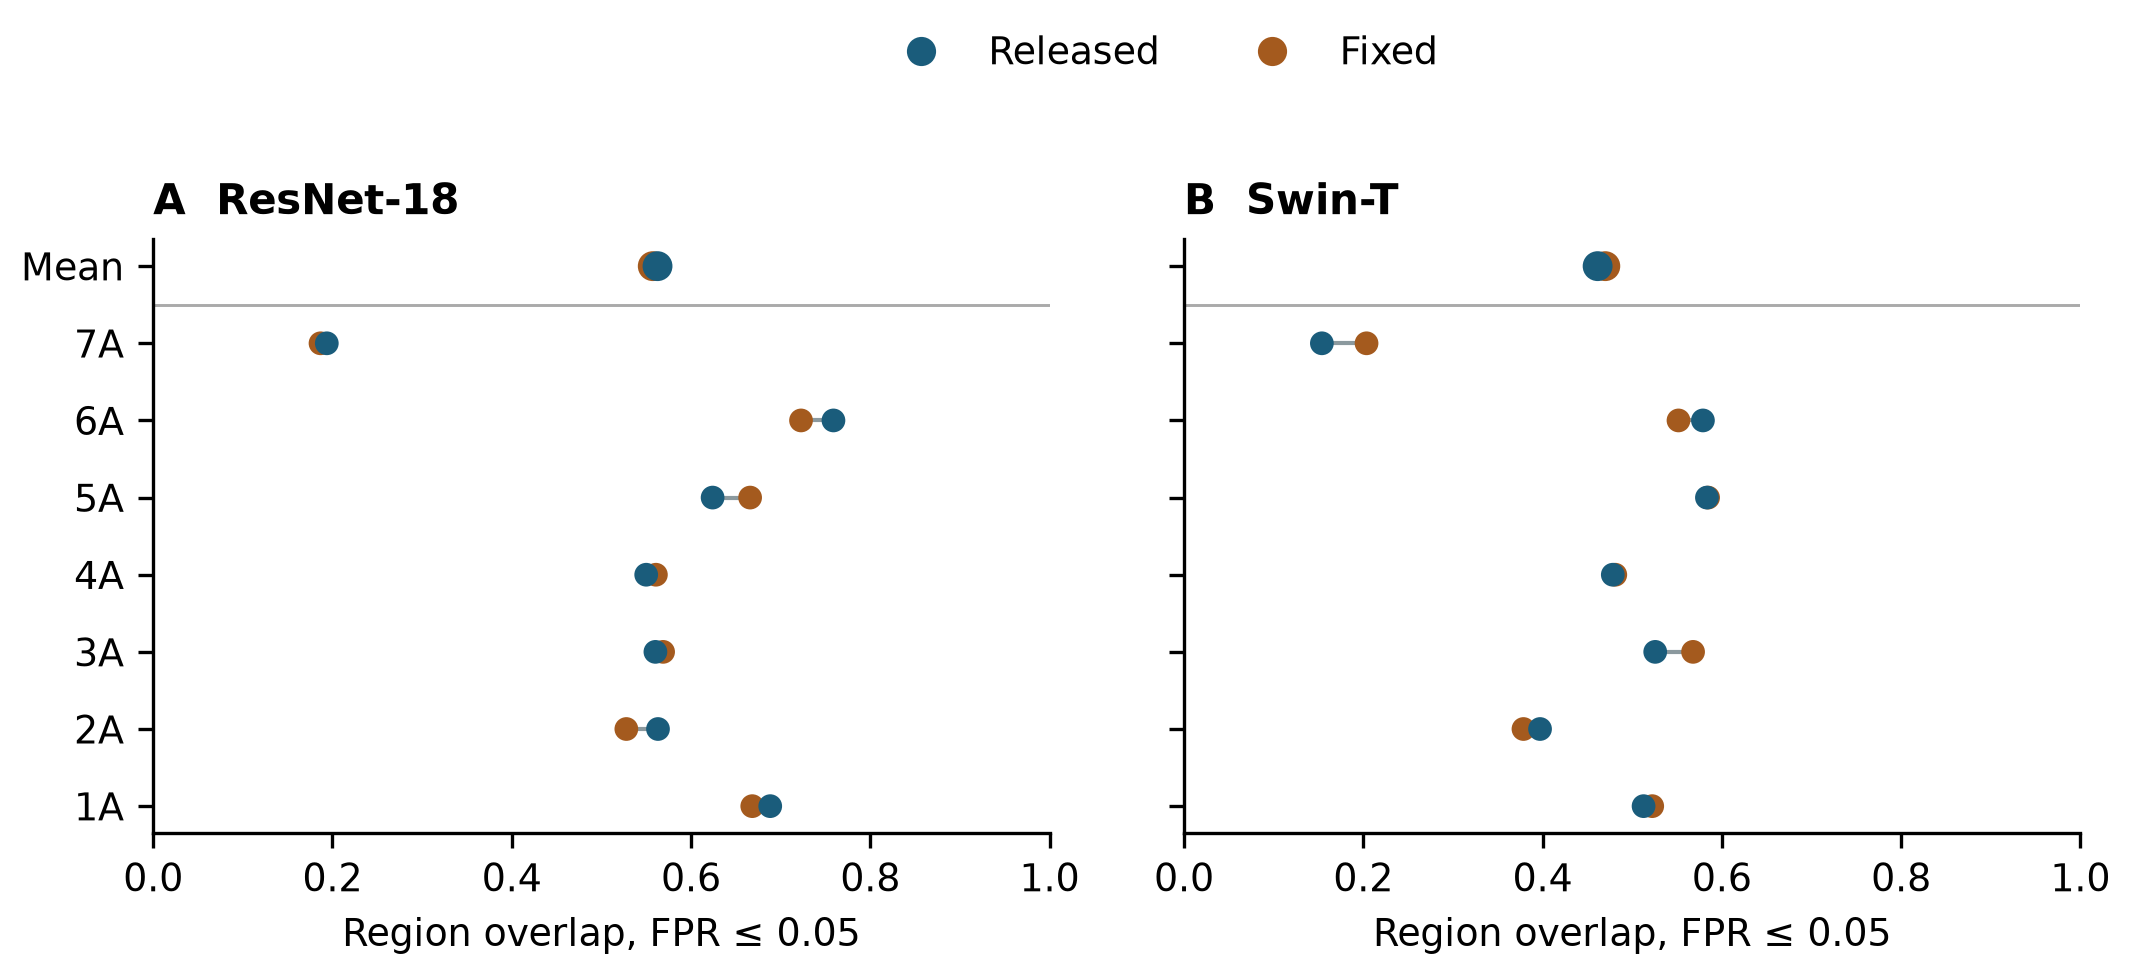 Released Fixed
A ResNet-18
Mean
7A
6A
5A
4A
3A
2A
1A
0.0 0.2 0.4 0.6 0.8 1.0
Region overlap, FPR ≤ 0.05
B Swin-T
0.0 0.2 0.4 0.6 0.8 1.0
Region overlap, FPR ≤ 0.05